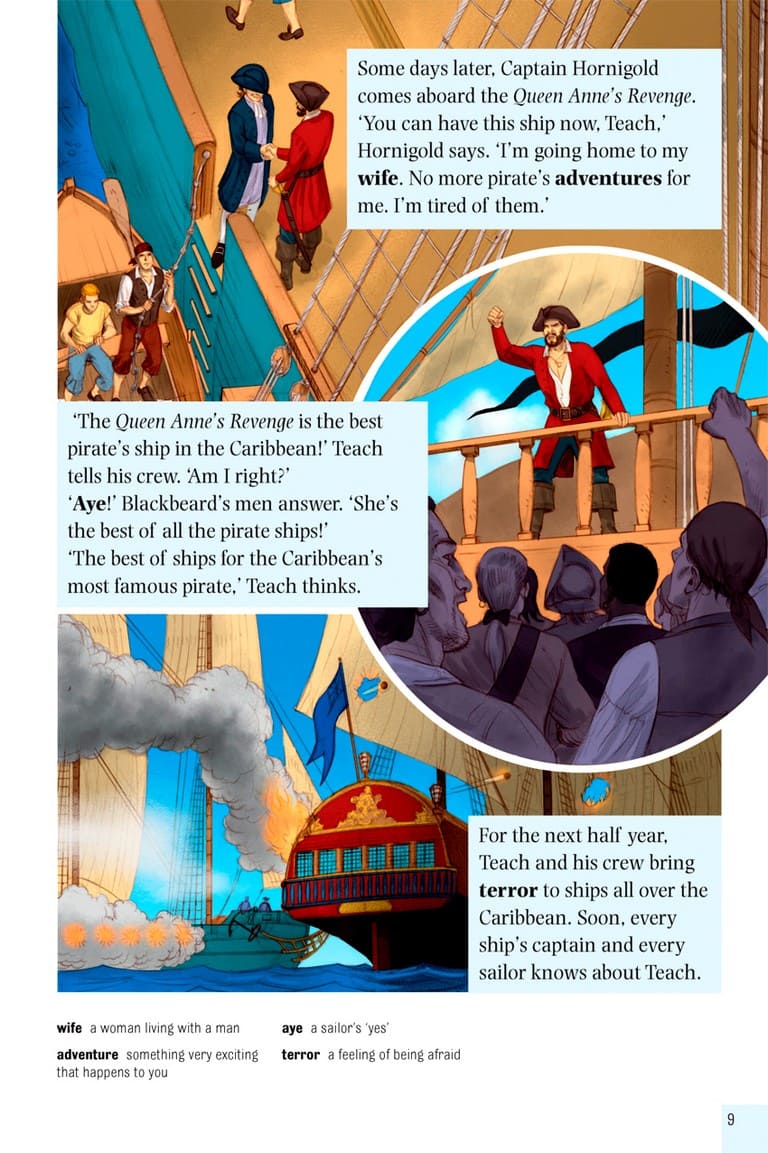 Some days later, Captain Hornigold
comes aboard the Queen Anne's Revenge.
‘You can have this ship now, Teach,’
Hornigold says. ‘I'm going home to my
wife. No more pirate's adventures for
me. I'm tired of them.’
‘The Queen Anne's Revenge is the best
pirate's ship in the Caribbean!’ Teach
tells his crew. ‘Am I right?’
‘Aye!’ Blackbeard's men answer. ‘She's
the best of all the pirate ships!’
‘The best of ships for the Caribbean's
most famous pirate,’ Teach thinks.
For the next half year,
Teach and his crew bring
terror to ships all over the
Caribbean. Soon, every
ship's captain and every
sailor knows about Teach.
wife a woman living with a man
adventure something very exciting
that happens to you
aye a sailor's ‘yes’
terror a feeling of being afraid
9